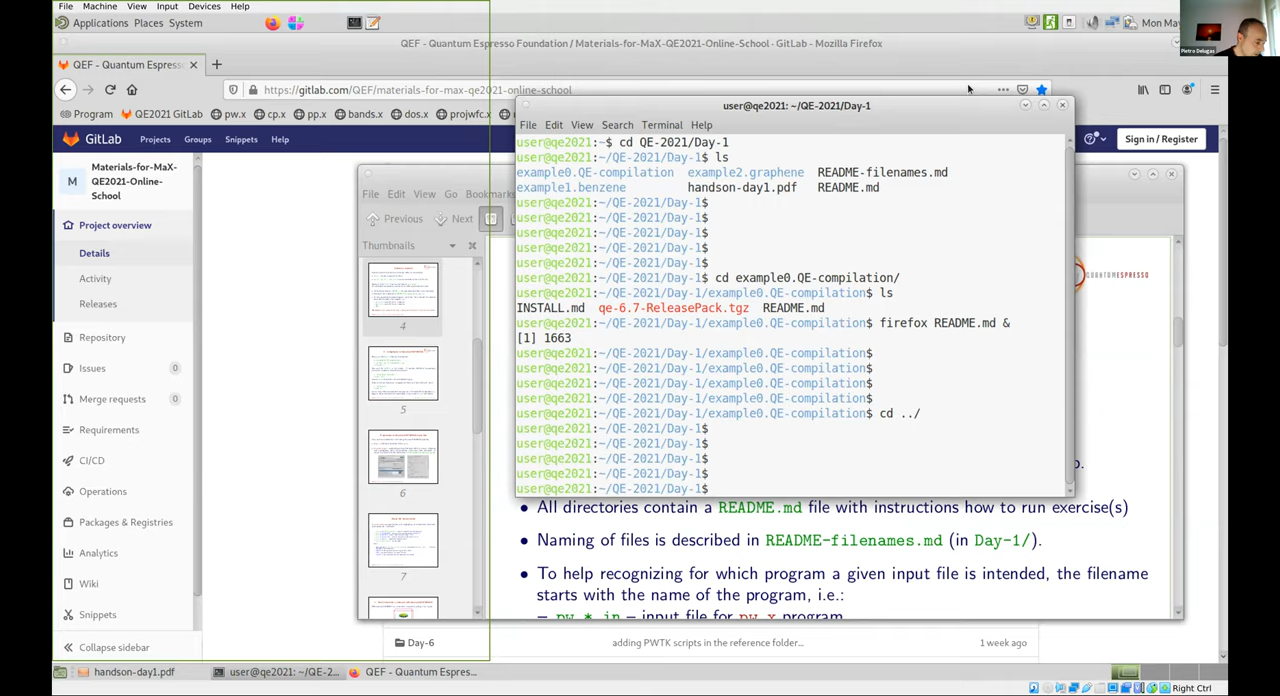 File Machine View Input Devices Help
Applications Places System
Mon May
QEF - Quantum Espresso Foundation / Materials-for-MaX-QE2021-Online-School · GitLab - Mozilla Firefox
Pietro Delugas
QEF - Quantum Espress
https://gitlab.com/QEF/materials-for-max-qe2021-online-school
Program QE2021 GitLab pw.x cp.x pp.x bands.x dos.x projwfc.x
GitLab Projects Groups Snippets Help
Sign in / Register
M
Materials-for-MaX-
QE2021-Online-
School
Project overview
Details
Activity
Releases
Repository
Issues 0
Merge requests 0
Requirements
CI/CD
Operations
Packages & Registries
Analytics
Wiki
Snippets
Collapse sidebar
File Edit View Go Bookmarks
Previous Next
Thumbnails
4
5
6
7
user@qe2021: ~/QE-2021/Day-1
File Edit View Search Terminal Help
user@qe2021:~$ cd QE-2021/Day-1
user@qe2021:~/QE-2021/Day-1$ ls
example0.QE-compilation example2.graphene README-filenames.md
example1.benzene handson-day1.pdf README.md
user@qe2021:~/QE-2021/Day-1$
user@qe2021:~/QE-2021/Day-1$
user@qe2021:~/QE-2021/Day-1$
user@qe2021:~/QE-2021/Day-1$
user@qe2021:~/QE-2021/Day-1$
user@qe2021:~/QE-2021/Day-1$ cd example0.QE-compilation/
user@qe2021:~/QE-2021/Day-1/example0.QE-compilation$ ls
INSTALL.md qe-6.7-ReleasePack.tgz README.md
user@qe2021:~/QE-2021/Day-1/example0.QE-compilation$ firefox README.md &
[1] 1663
user@qe2021:~/QE-2021/Day-1/example0.QE-compilation$
user@qe2021:~/QE-2021/Day-1/example0.QE-compilation$
user@qe2021:~/QE-2021/Day-1/example0.QE-compilation$
user@qe2021:~/QE-2021/Day-1/example0.QE-compilation$
user@qe2021:~/QE-2021/Day-1/example0.QE-compilation$ cd ../
user@qe2021:~/QE-2021/Day-1$
user@qe2021:~/QE-2021/Day-1$
user@qe2021:~/QE-2021/Day-1$
user@qe2021:~/QE-2021/Day-1$
user@qe2021:~/QE-2021/Day-1$
QUANTUM ESPRESSO
p.
• All directories contain a README.md file with instructions how to run exercise(s)
• Naming of files is described in README-filenames.md (in Day-1/).
• To help recognizing for which program a given input file is intended, the filename
starts with the name of the program, i.e.:
– pw.*.in – input file for pw.x program
Day-6 adding PWTK scripts in the reference folder... 1 week ago
handson-day1.pdf user@qe2021: ~/QE-2... QEF - Quantum Espres...
Right Ctrl